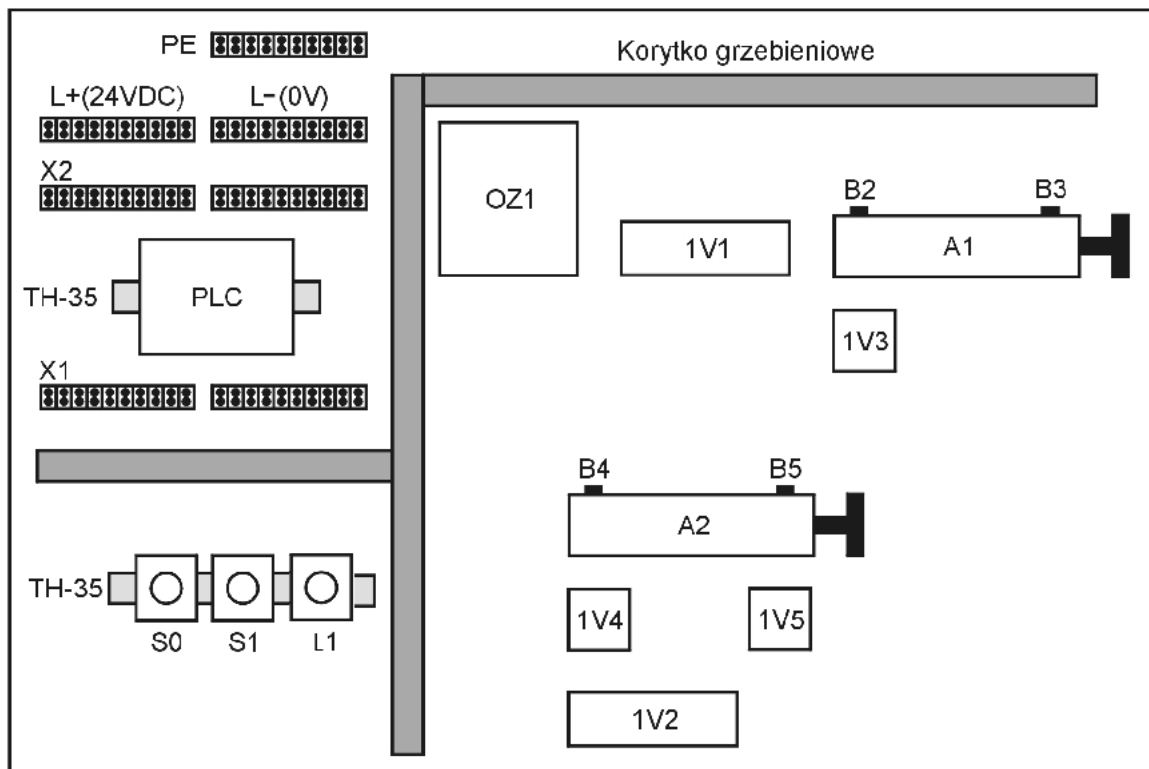 PE
Korytko grzebieniowe
L+(24VDC) L-(0V)
X2
OZ1
B2 B3
1V1
A1
TH-35 PLC
1V3
X1
B4 B5
A2
TH-35
1V4 1V5
S0 S1 L1
1V2